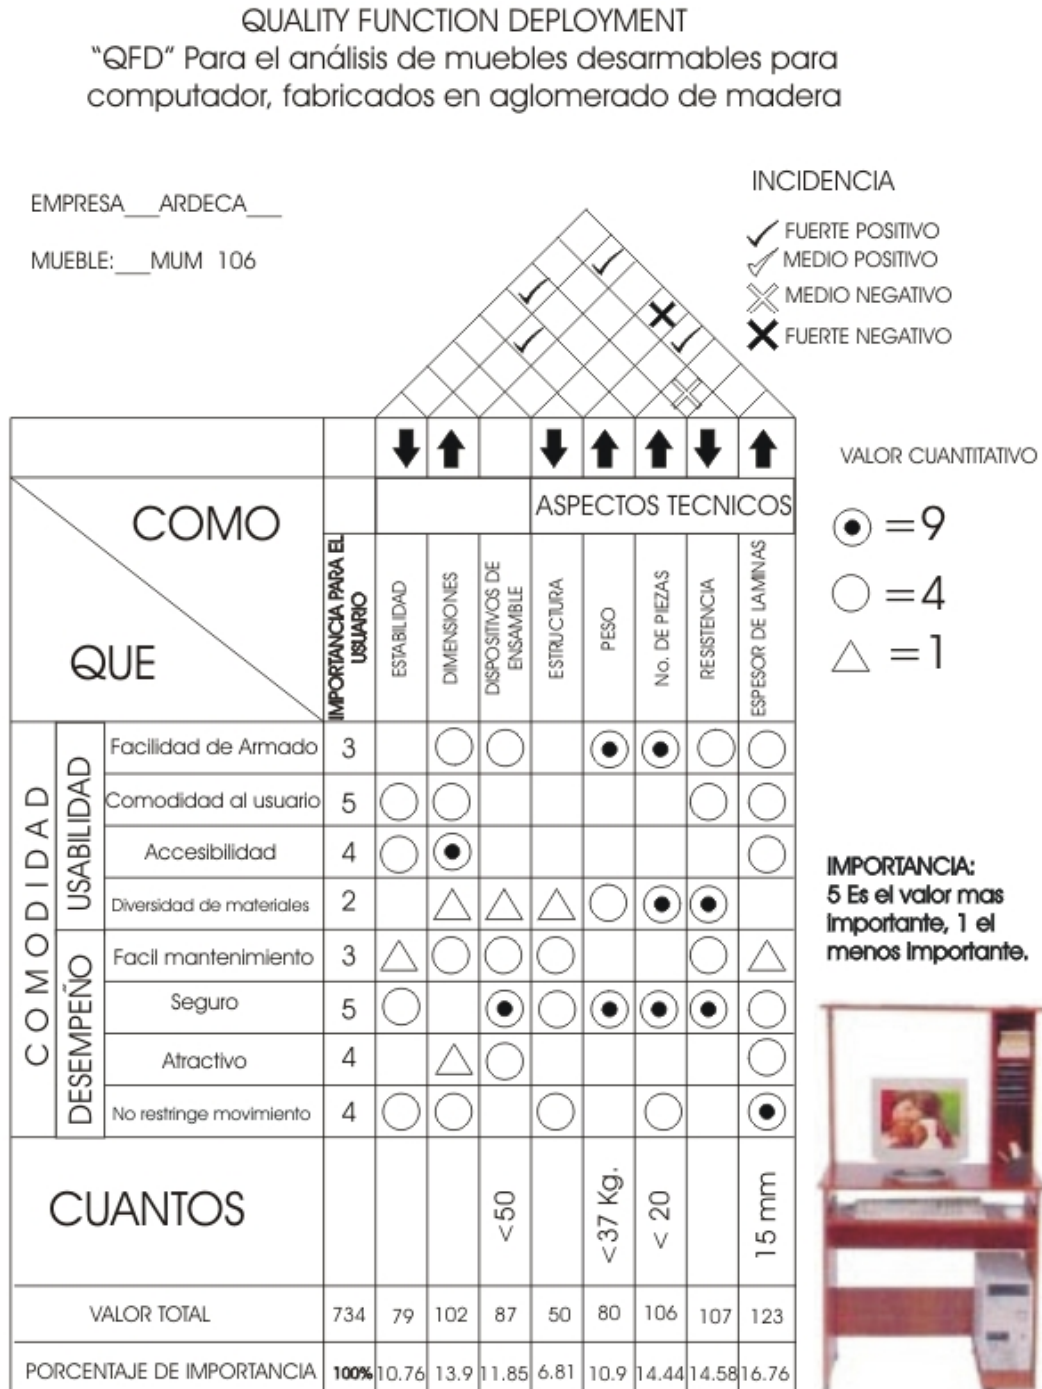 QUALITY FUNCTION DEPLOYMENT
"QFD" Para el análisis de muebles desarmables para
computador, fabricados en aglomerado de madera
EMPRESA___ARDECA___
MUEBLE:___MUM 106
INCIDENCIA
FUERTE POSITIVO
MEDIO POSITIVO
MEDIO NEGATIVO
FUERTE NEGATIVO
VALOR CUANTITATIVO
=9
=4
=1
COMO
QUE
ASPECTOS TECNICOS
IMPORTANCIA PARA EL
USUARIO
ESTABILIDAD
DIMENSIONES
DISPOSITIVOS DE
ENSAMBLE
ESTRUCTURA
PESO
No. DE PIEZAS
RESISTENCIA
ESPESOR DE LAMINAS
COMODIDAD
USABILIDAD
Facilidad de Armado 3
Comodidad al usuario 5
Accesibilidad 4
Diversidad de materiales 2
DESEMPEÑO
Facil mantenimiento 3
Seguro 5
Atractivo 4
No restringe movimiento 4
IMPORTANCIA:
5 Es el valor mas
importante, 1 el
menos importante.
CUANTOS <50 <37 Kg. < 20 15 mm
VALOR TOTAL 734 79 102 87 50 80 106 107 123
PORCENTAJE DE IMPORTANCIA 100% 10.76 13.9 11.85 6.81 10.9 14.44 14.58 16.76